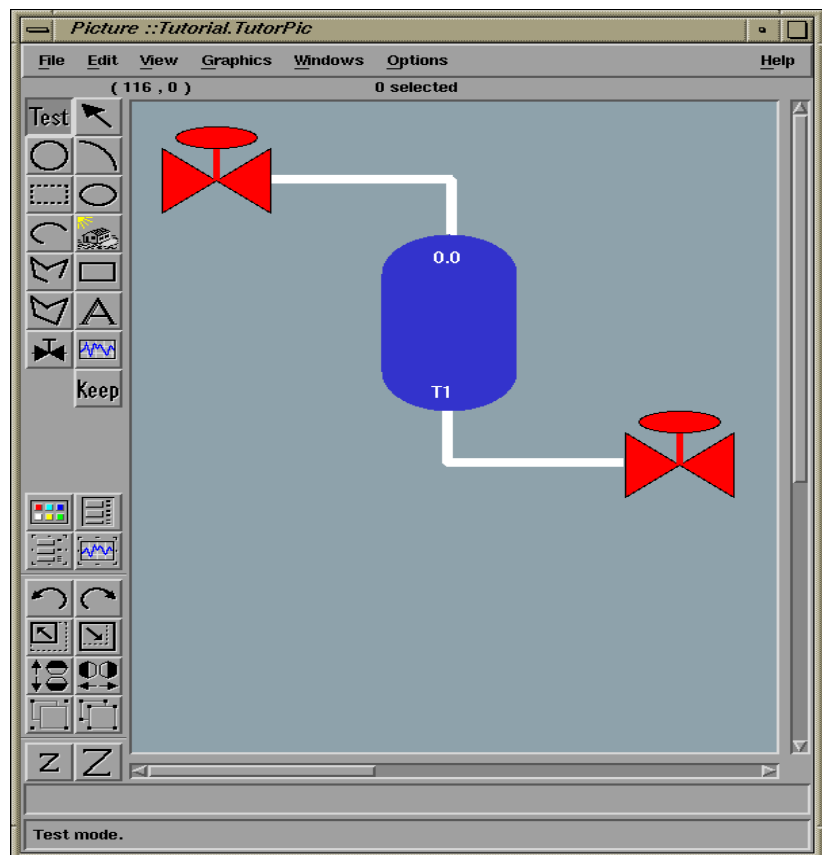 Picture ::Tutorial.TutorPic
File Edit View Graphics Windows Options Help
( 116 , 0 ) 0 selected
Test
0.0
A
Keep
T1
Z Z
Test mode.